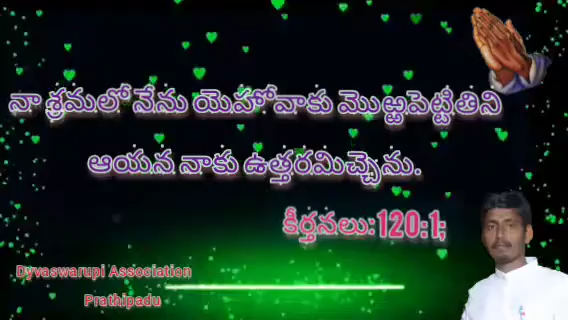 నా శ్రమలో నేను యెహోవాకు మొఱ్ఱపెట్టితిని
ఆయన నాకు ఉత్తరమిచ్చెను.
కీర్తనలు:120:1;
Dyvaswarupi Association
Prathipadu